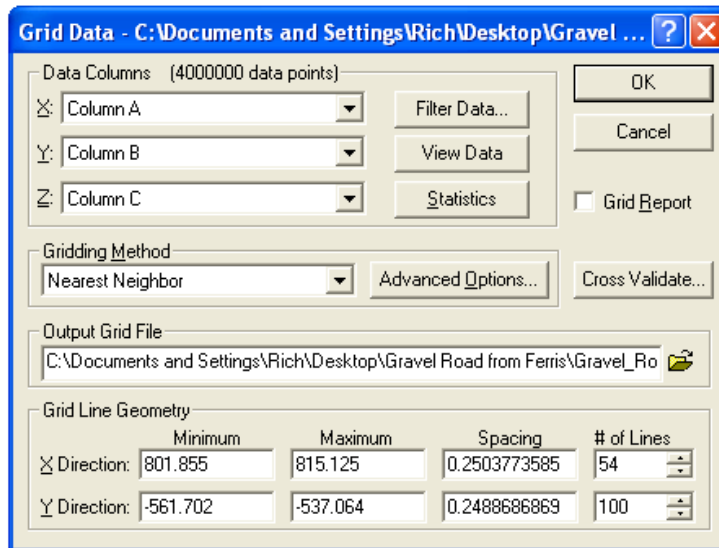 Grid Data - C:\Documents and Settings\Rich\Desktop\Gravel ...
Data Columns (4000000 data points)
X: Column A
Filter Data...
Y: Column B
View Data
Z: Column C
Statistics
OK
Cancel
Grid Report
Gridding Method
Nearest Neighbor
Advanced Options...
Cross Validate...
Output Grid File
C:\Documents and Settings\Rich\Desktop\Gravel Road from Ferris\Gravel_Ro
Grid Line Geometry
Minimum Maximum Spacing # of Lines
X Direction: 801.855 815.125 0.2503773585 54
Y Direction: -561.702 -537.064 0.2488686869 100